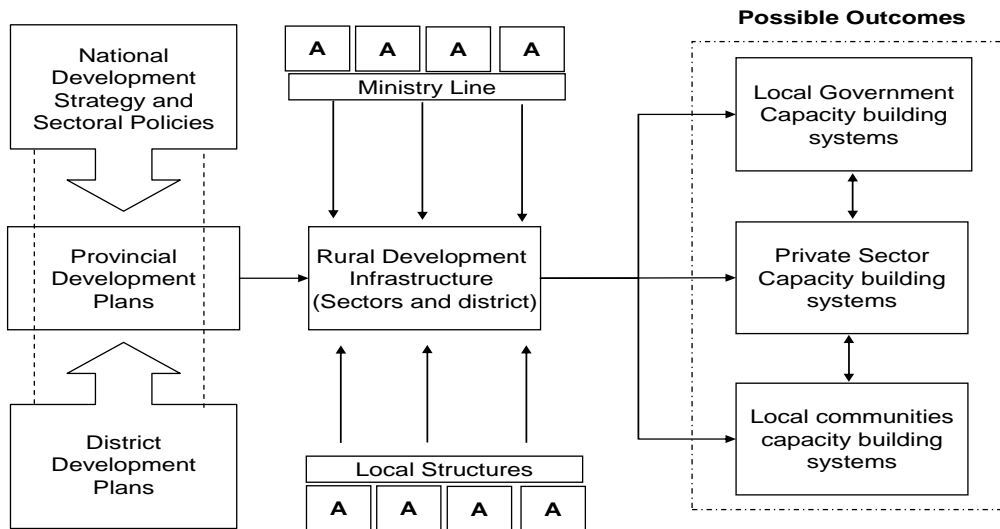 Possible Outcomes
National
Development
Strategy and
Sectoral Policies
A A A A
Ministry Line
Local Government
Capacity building
systems
Provincial
Development
Plans
Rural Development
Infrastructure
(Sectors and district)
Private Sector
Capacity building
systems
District
Development
Plans
Local Structures
A A A A
Local communities
capacity building
systems